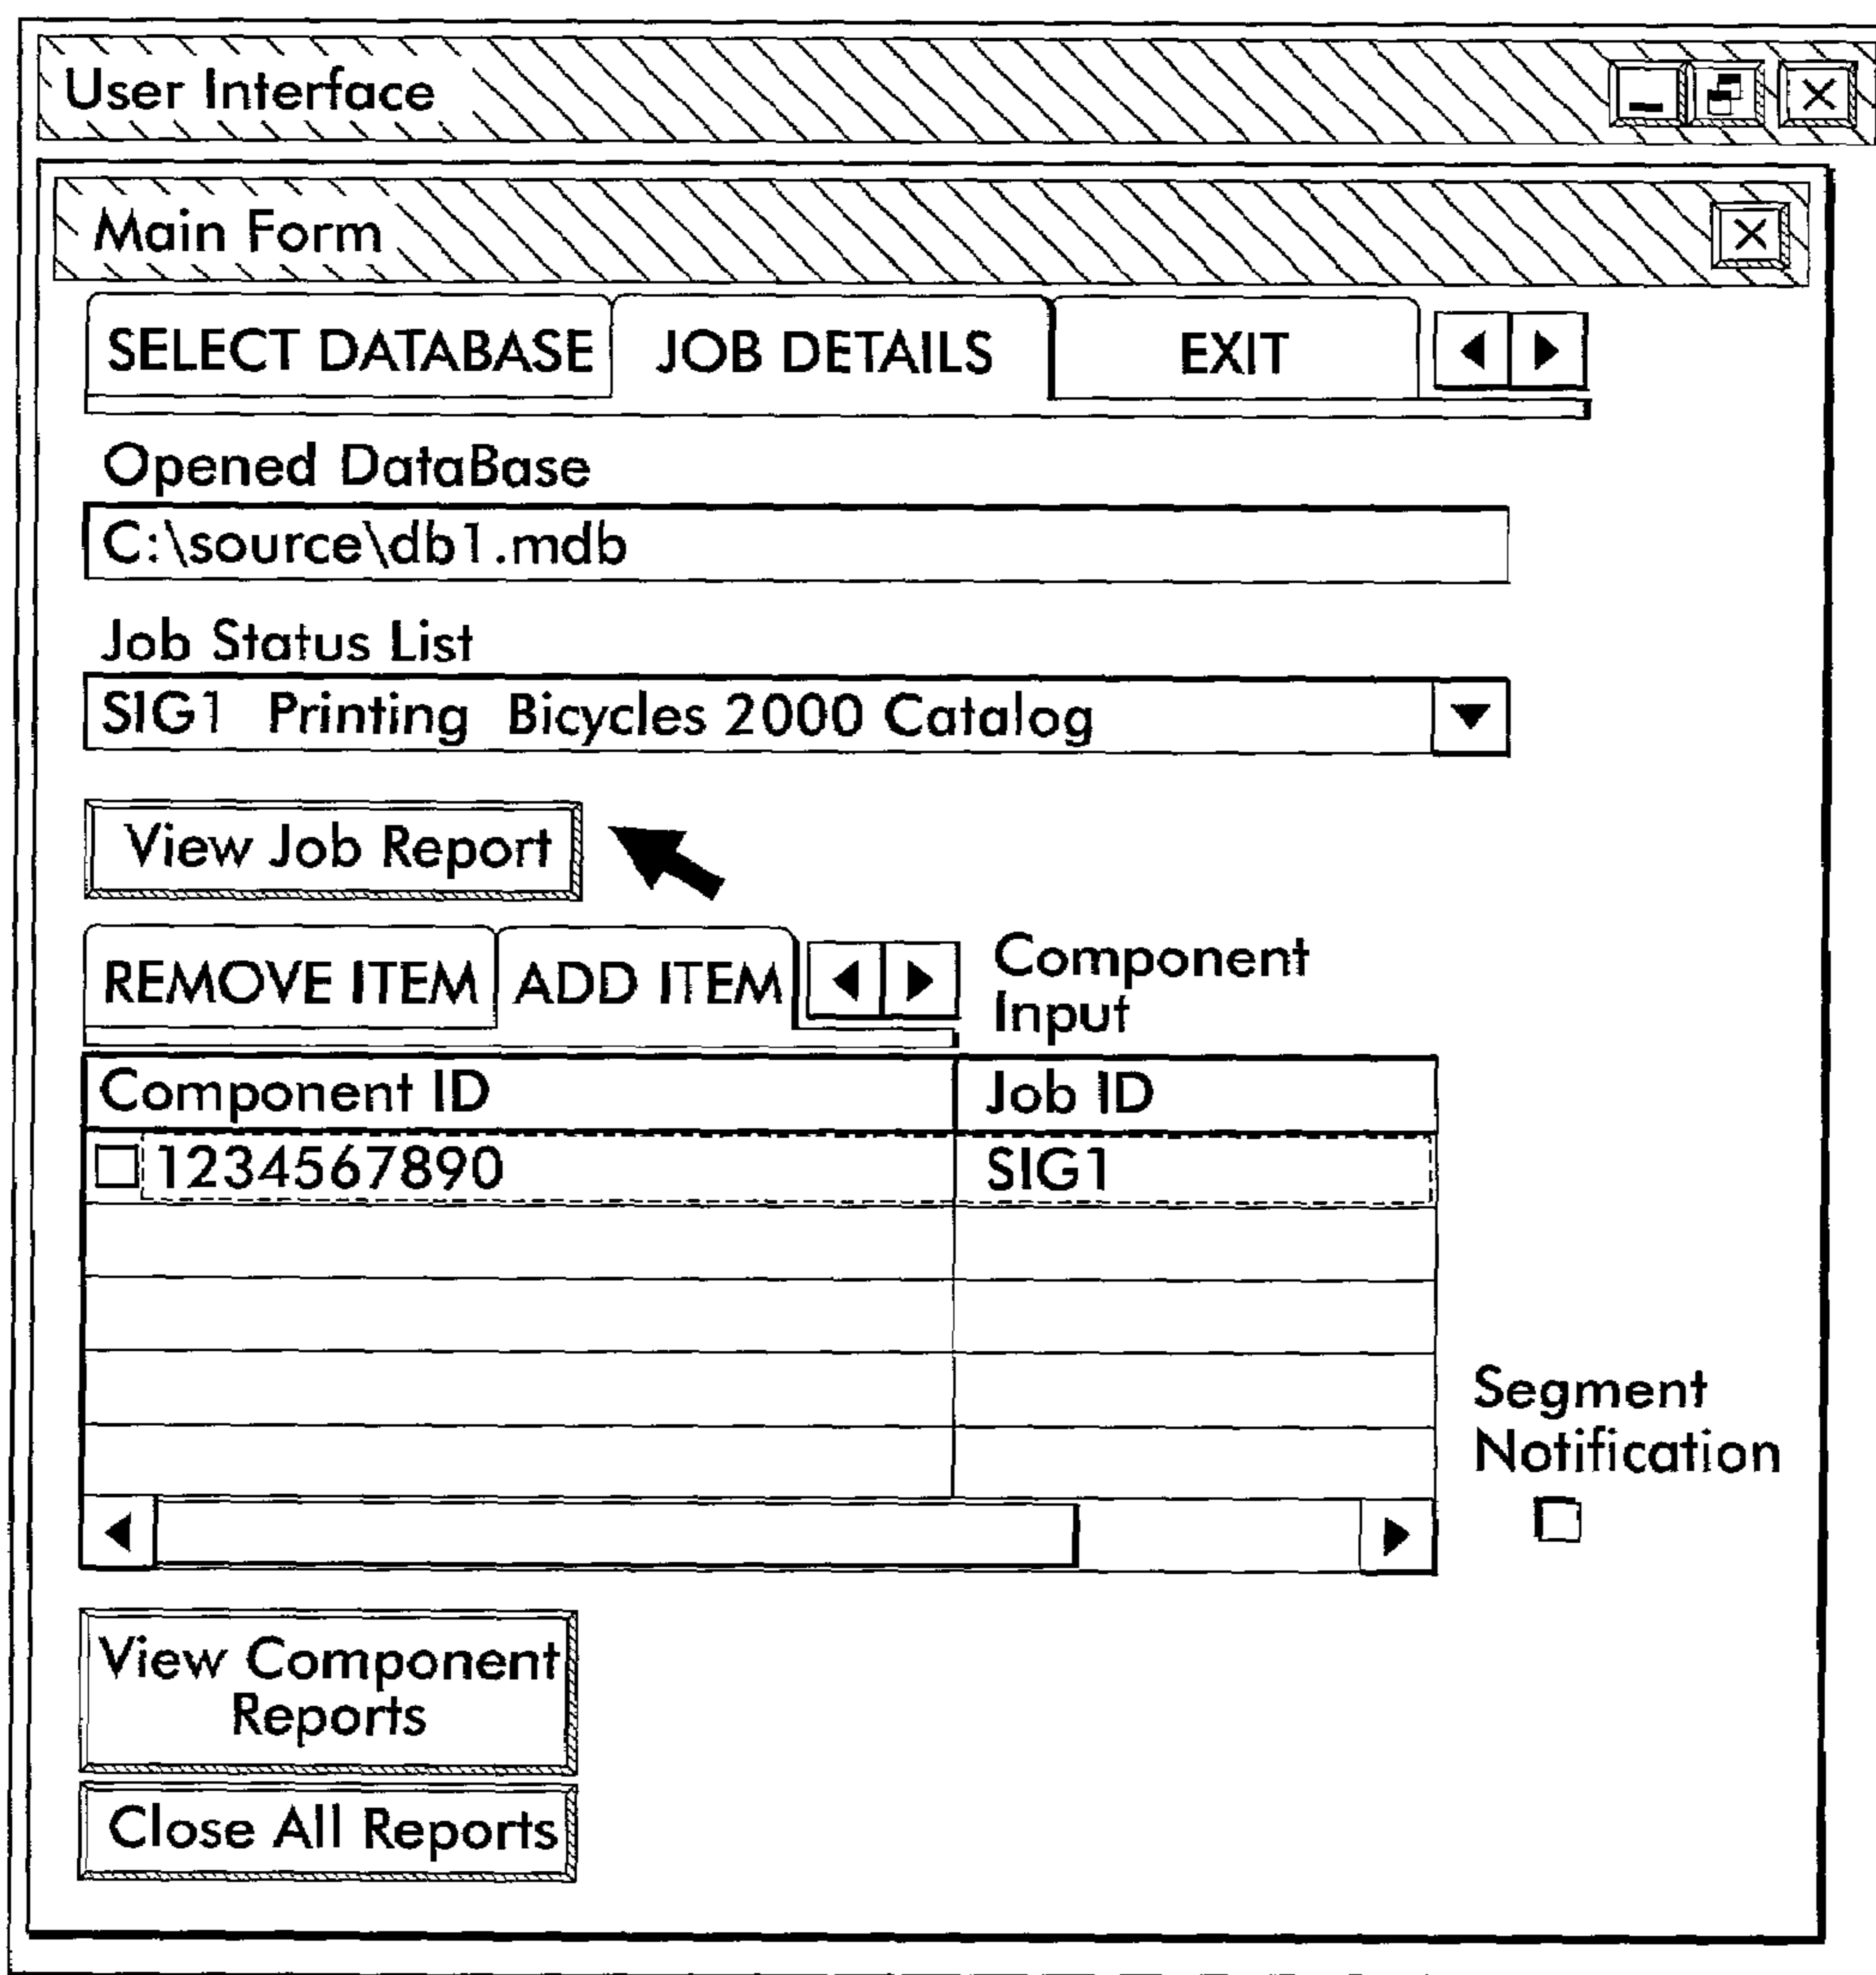 User Interface
Main Form
SELECT DATABASE JOB DETAILS EXIT
Opened DataBase
C:\source\db1.mdb
Job Status List
SIG1 Printing Bicycles 2000 Catalog
View Job Report
REMOVE ITEM ADD ITEM
Component
Input
Component ID Job ID
1234567890 SIG1
Segment
Notification
View Component
Reports
Close All Reports